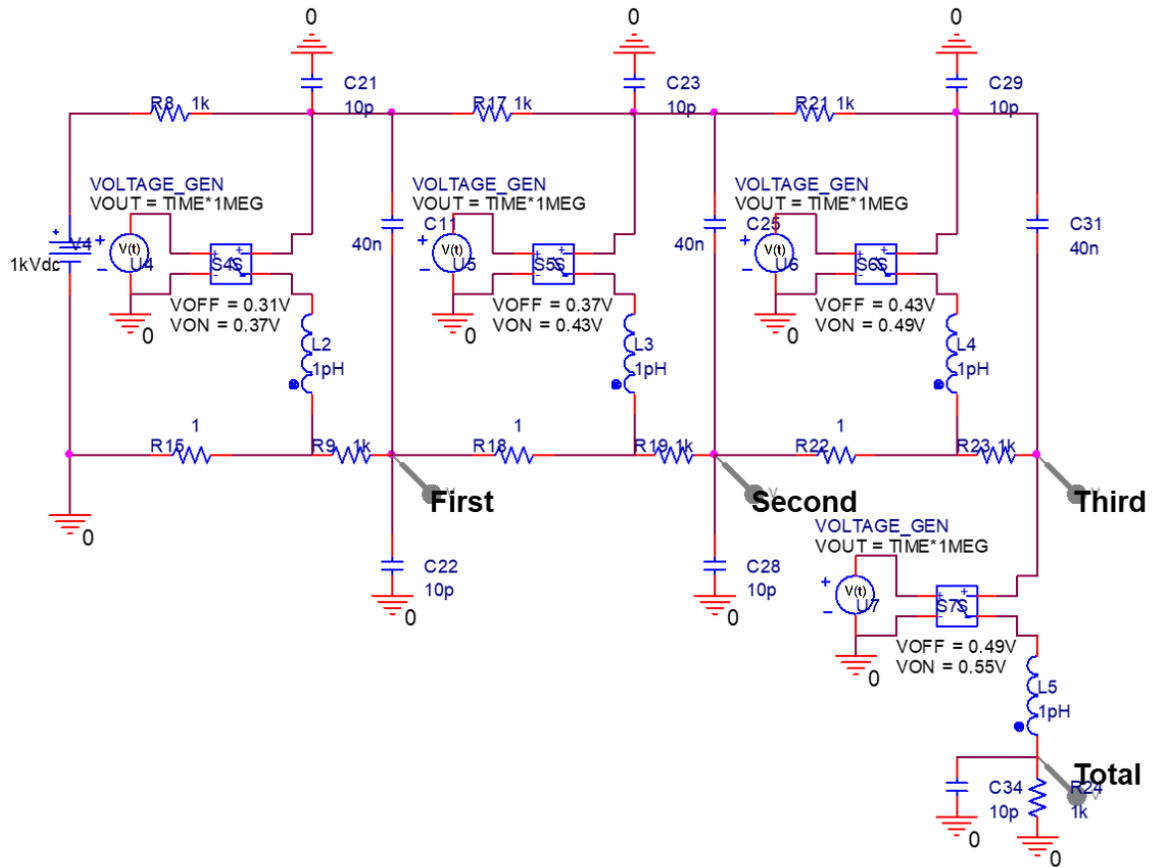 0
0
0
C21
10p
C23
10p
C29
10p
R8 1k
R17 1k
R21 1k
VOLTAGE_GEN
VOUT = TIME*1MEG
VOLTAGE_GEN
VOUT = TIME*1MEG
VOLTAGE_GEN
VOUT = TIME*1MEG
C11
40n
C25
40n
C31
40n
+
V4
1kVdc
+
V(t)
U4
−
+
−
+
S4S
+
V(t)
U5
−
+
−
+
S5S
+
V(t)
U6
−
+
−
+
S6S
0
0
0
VOFF = 0.31V
VON = 0.37V
VOFF = 0.37V
VON = 0.43V
VOFF = 0.43V
VON = 0.49V
L2
1pH
L3
1pH
L4
1pH
1
R15
R9 1k
1
R18
R19 1k
1
R22
R23 1k
First
Second
Third
0
VOLTAGE_GEN
VOUT = TIME*1MEG
C22
10p
C28
10p
0
0
+
V(t)
U7
−
+
−
+
S7S
0
VOFF = 0.49V
VON = 0.55V
L5
1pH
Total
C34
10p
R24
1k
0
0